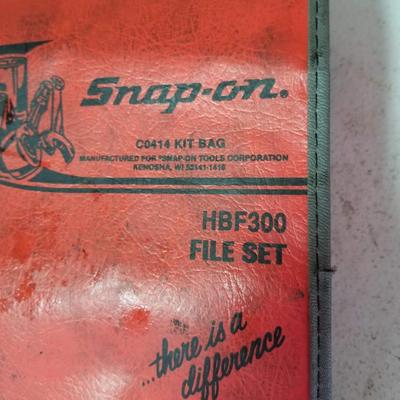 Snap-on®
C0414 KIT BAG
MANUFACTURED FOR SNAP-ON TOOLS CORPORATION
KENOSHA, WI 53141-1410
HBF300
FILE SET
...there is a
difference